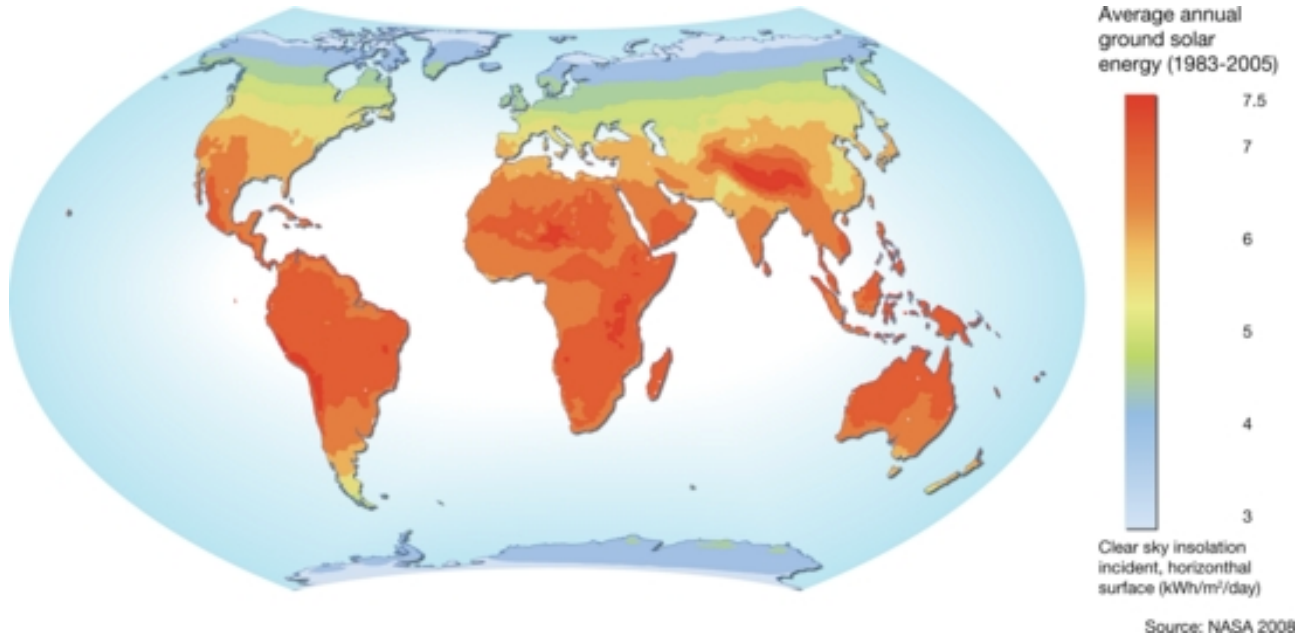 Average annual
ground solar
energy (1983-2005)
7.5
7
6
5
4
3
Clear sky insolation
incident, horizonthal
surface (kWh/m²/day)
Source: NASA 2008